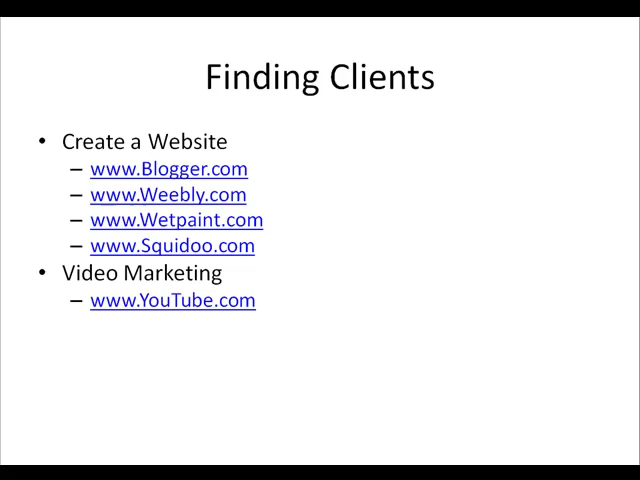 Finding Clients
• Create a Website
– www.Blogger.com
– www.Weebly.com
– www.Wetpaint.com
– www.Squidoo.com
• Video Marketing
– www.YouTube.com